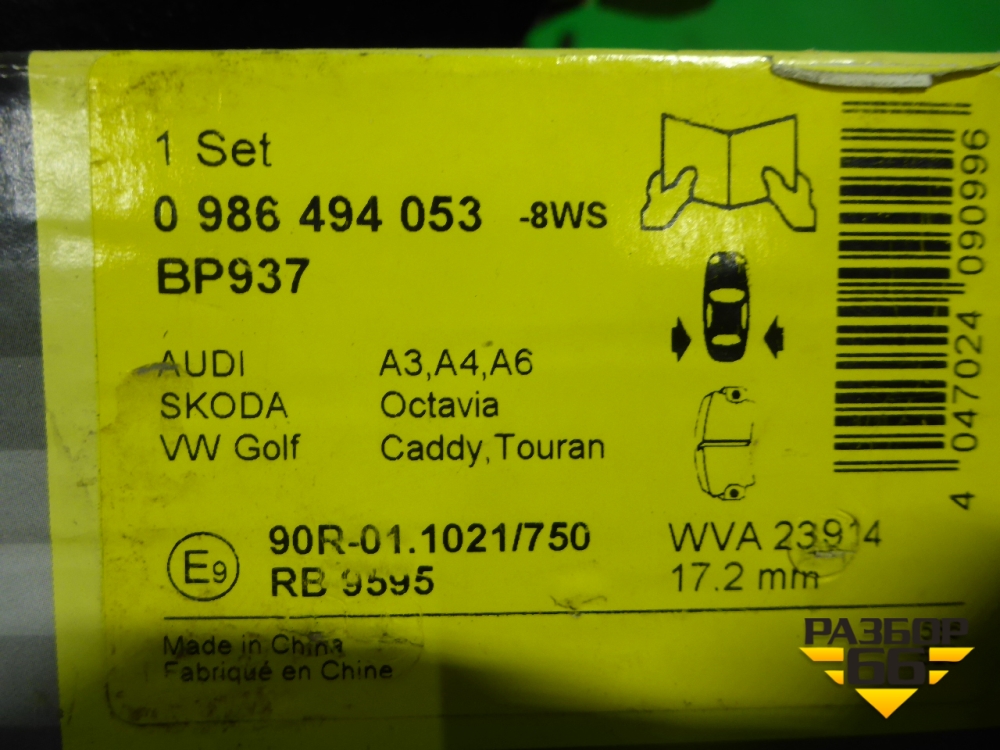 1 Set
0 986 494 053 -8WS
BP937
AUDI A3,A4,A6
SKODA Octavia
VW Golf Caddy,Touran
E9
90R-01.1021/750
RB 9595
WVA 23914
17.2 mm
Made in China
Fabriqué en Chine
4 047024 090996
РАЗБОР
66